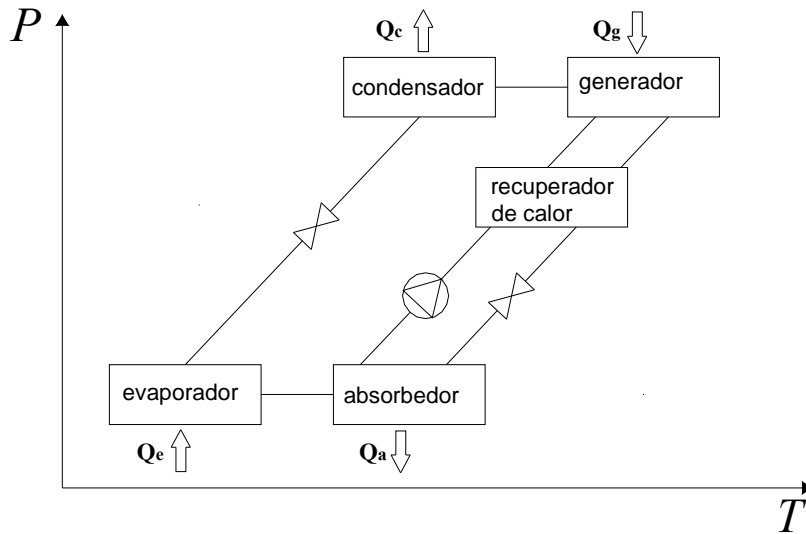 P
Qc
Qg
condensador
generador
recuperador
de calor
evaporador
absorbedor
Qe
Qa
T